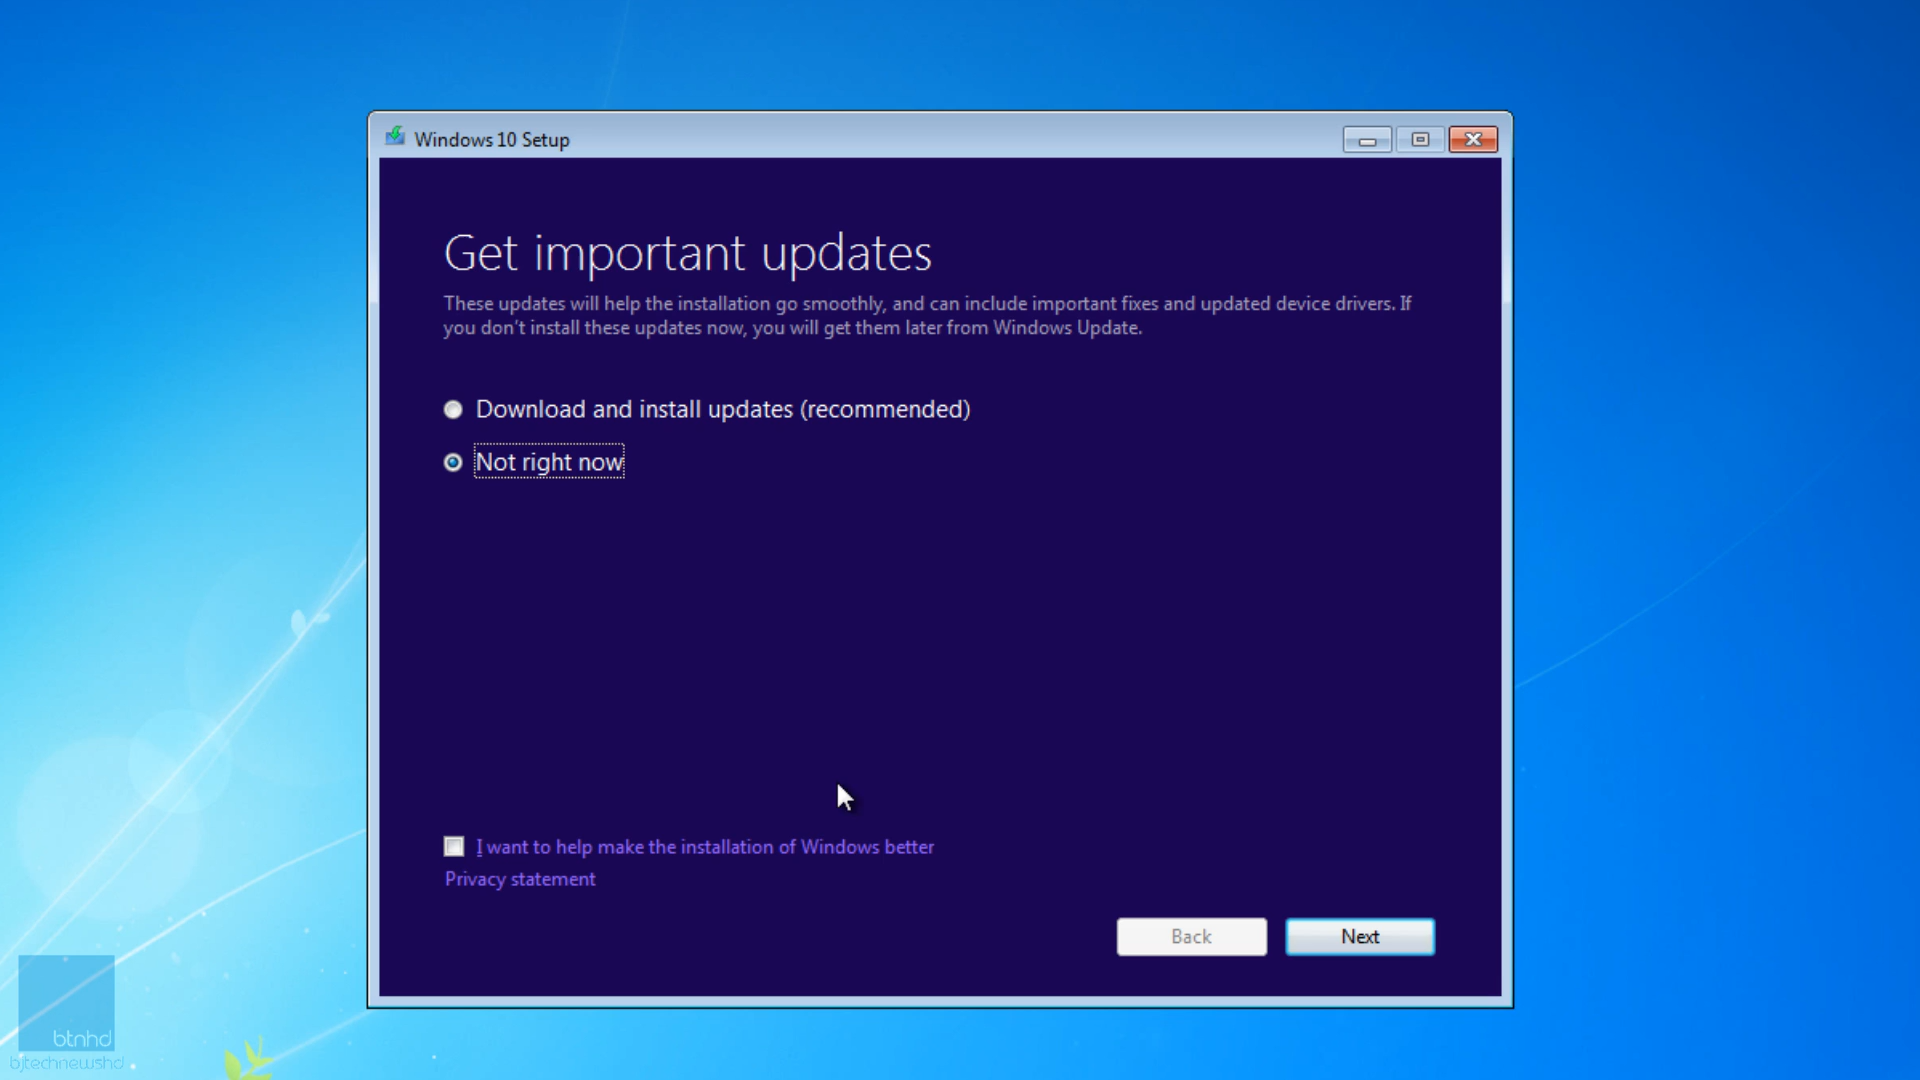 Windows 10 Setup
Get important updates
These updates will help the installation go smoothly, and can include important fixes and updated device drivers. If
you don't install these updates now, you will get them later from Windows Update.
Download and install updates (recommended)
Not right now
I want to help make the installation of Windows better
Privacy statement
Back
Next
btnhd
bjtechnewshd